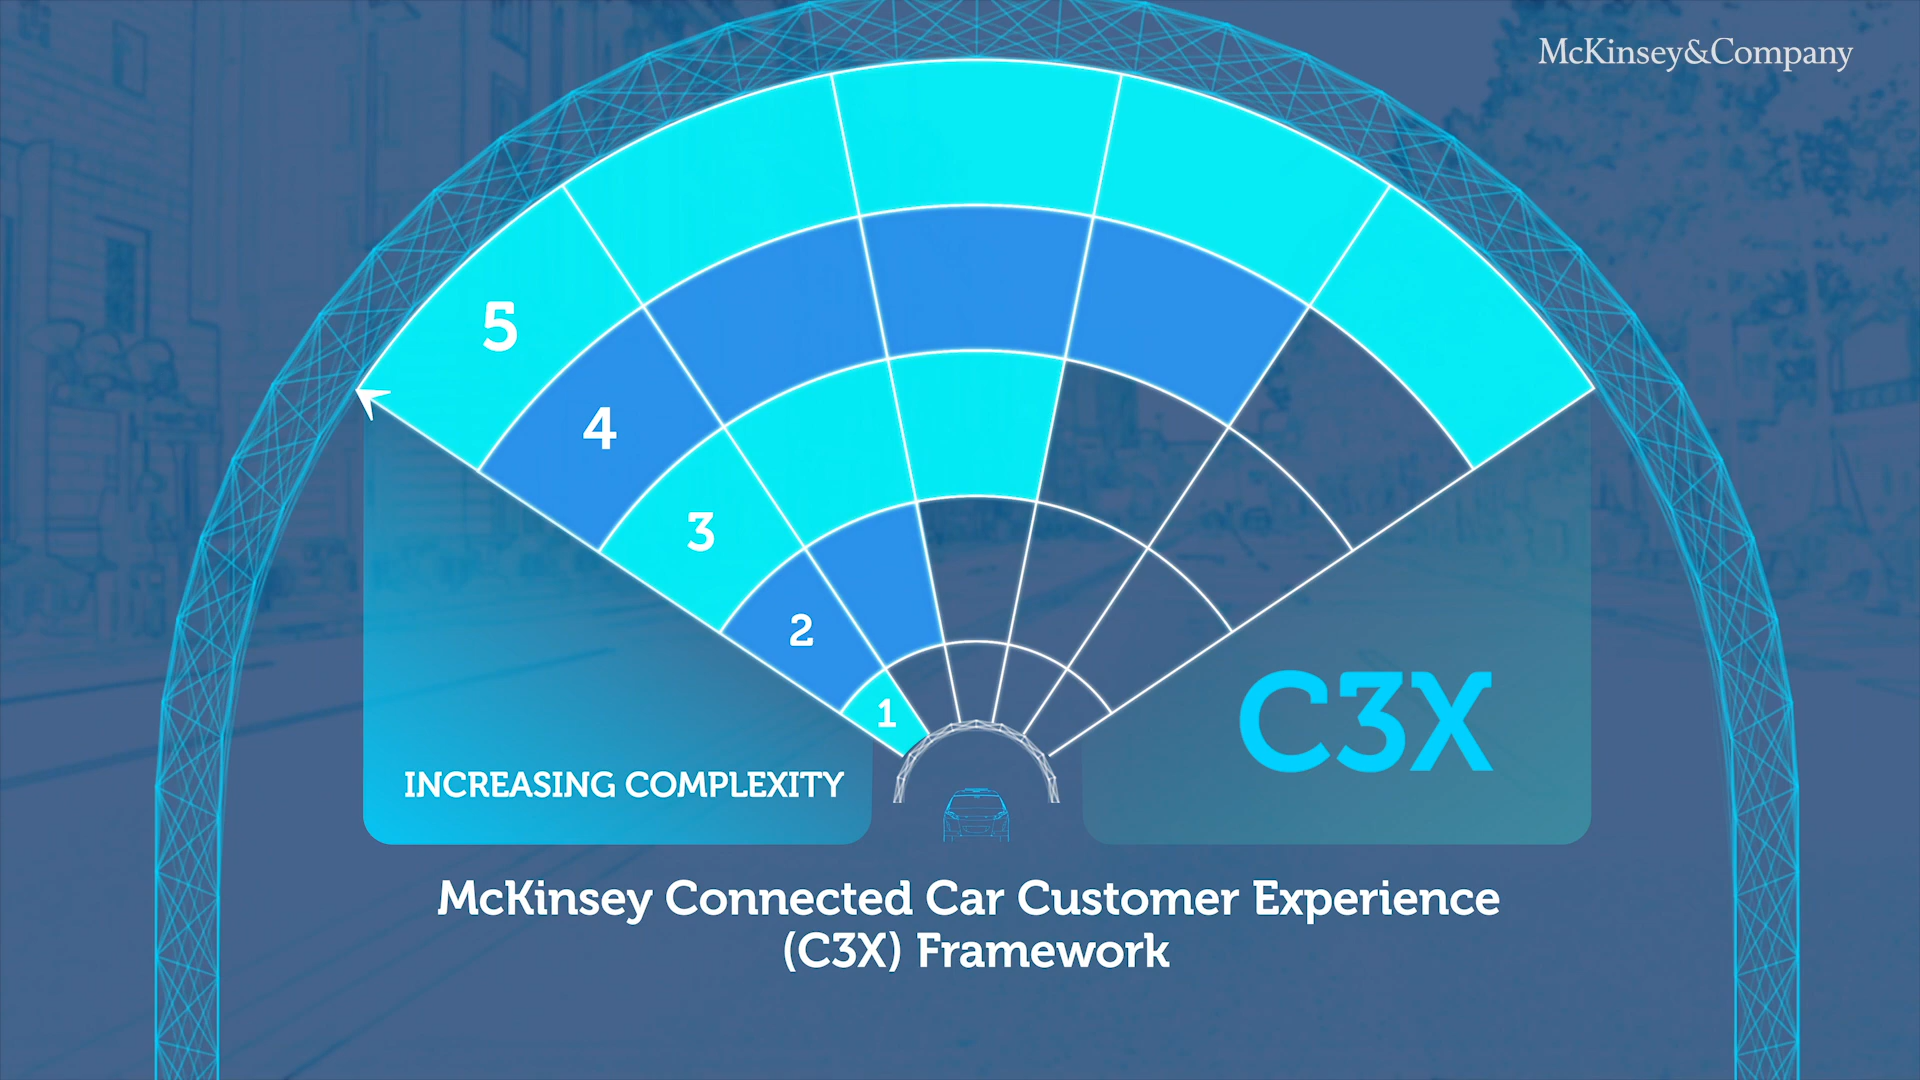 McKinsey&Company
5
4
3
2
1
INCREASING COMPLEXITY
C3X
McKinsey Connected Car Customer Experience
(C3X) Framework